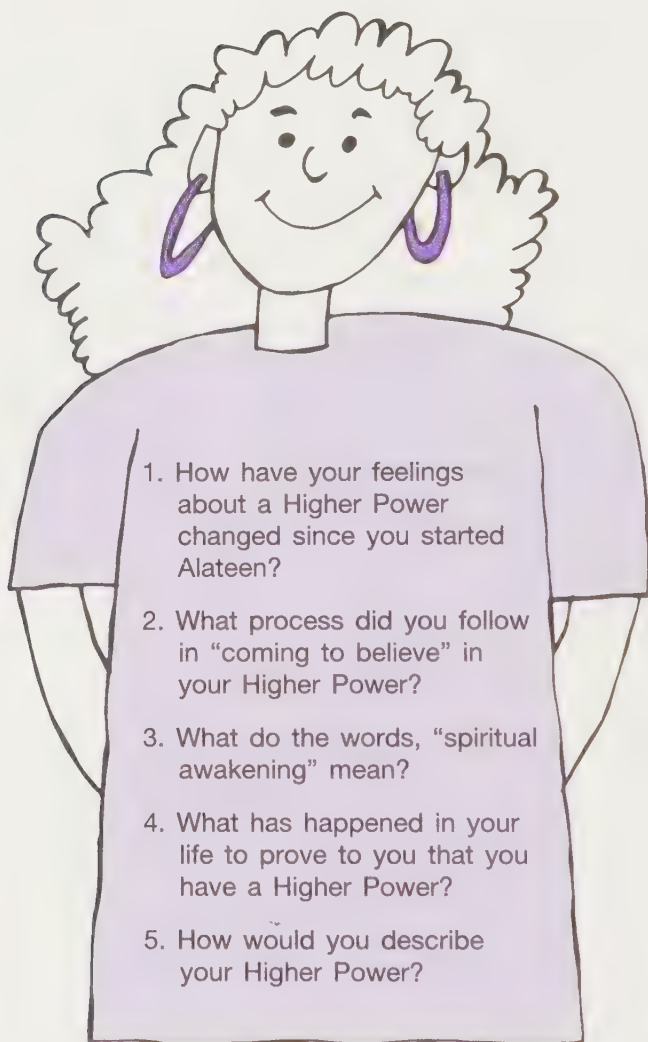 1. How have your feelings
about a Higher Power
changed since you started
Alateen?
2. What process did you follow
in “coming to believe” in
your Higher Power?
3. What do the words, “spiritual
awakening” mean?
4. What has happened in your
life to prove to you that you
have a Higher Power?
5. How would you describe
your Higher Power?